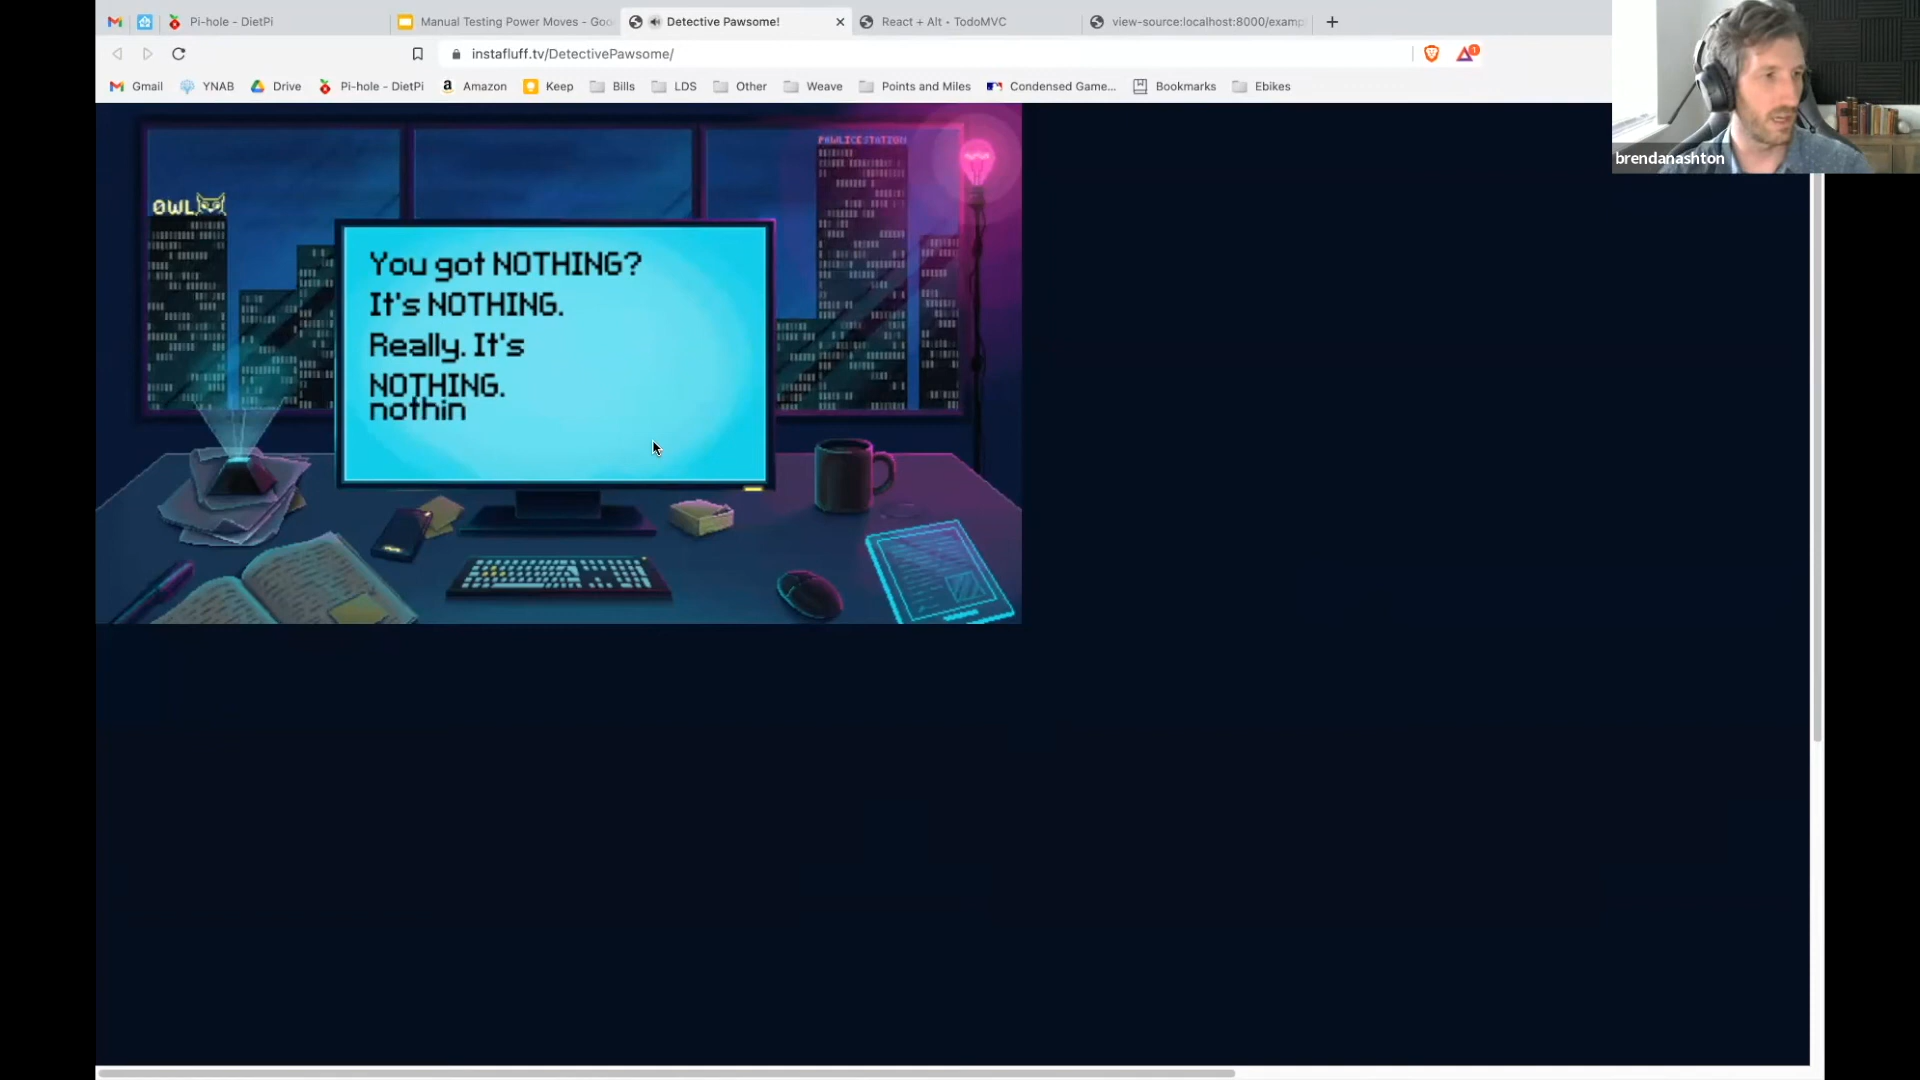 Pi-hole - DietPi
Manual Testing Power Moves - Goo
Detective Pawsome!
React + Alt • TodoMVC
view-source:localhost:8000/examp
instafluff.tv/DetectivePawsome/
1
Gmail
YNAB
Drive
Pi-hole - DietPi
Amazon
Keep
Bills
LDS
Other
Weave
Points and Miles
Condensed Game...
Bookmarks
Ebikes
brendanashton
PAWLICE STATION
OWL
You got NOTHING?
It's NOTHING.
Really. It's
NOTHING.
nothin